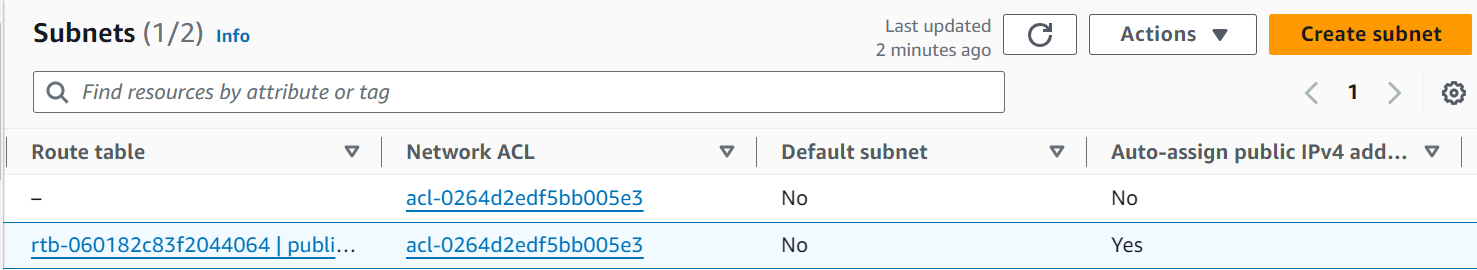 Subnets (1/2) Info
Last updated
2 minutes ago
Actions
Create subnet
Find resources by attribute or tag
1
Route table Network ACL Default subnet Auto-assign public IPv4 add...
– acl-0264d2edf5bb005e3 No No
rtb-060182c83f2044064 | publi... acl-0264d2edf5bb005e3 No Yes